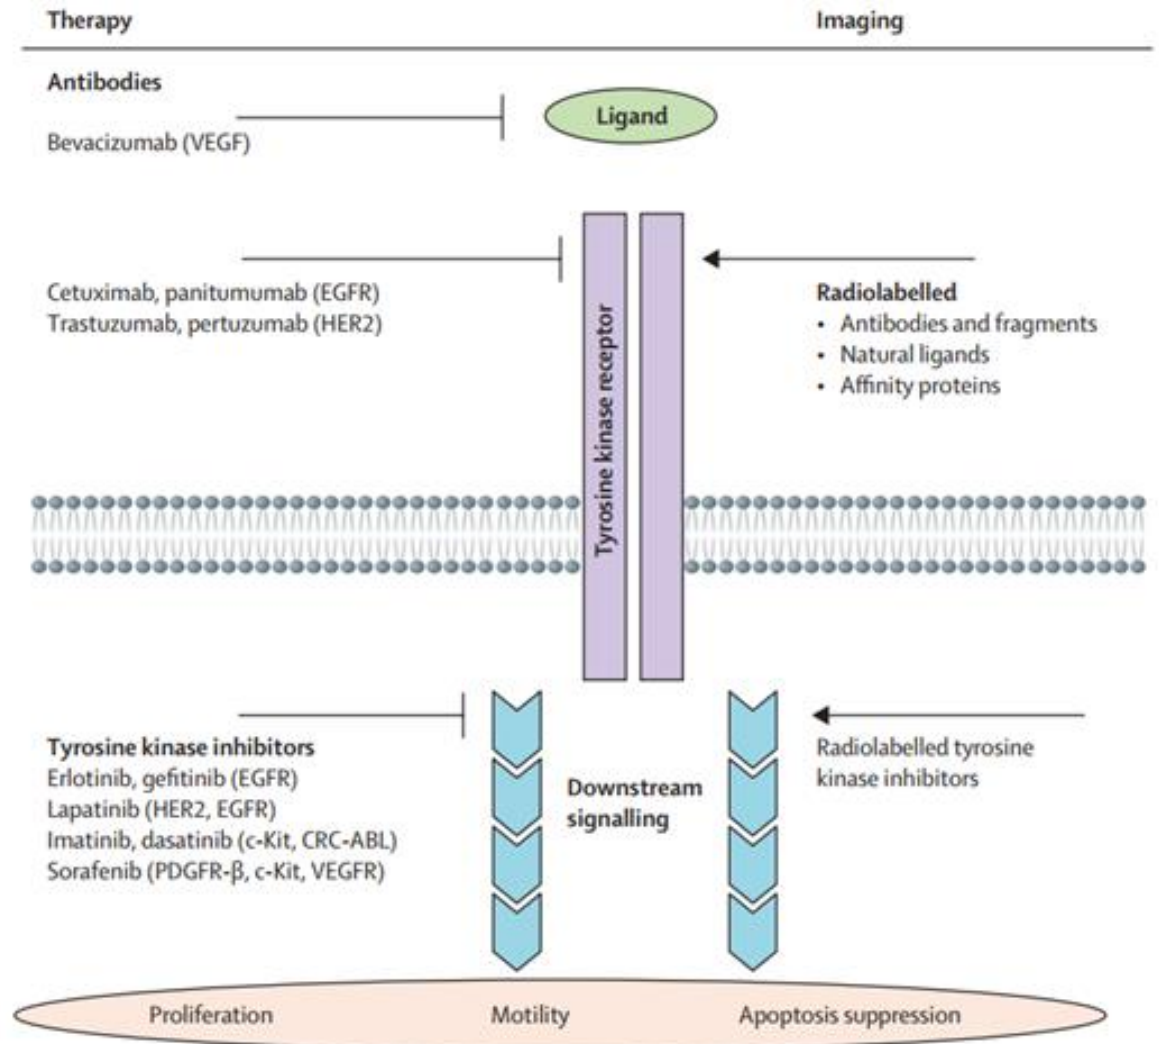 Therapy
Imaging
Antibodies
Ligand
Bevacizumab (VEGF)
Cetuximab, panitumumab (EGFR)
Trastuzumab, pertuzumab (HER2)
Tyrosine kinase receptor
Radiolabelled
• Antibodies and fragments
• Natural ligands
• Affinity proteins
Tyrosine kinase inhibitors
Erlotinib, gefitinib (EGFR)
Lapatinib (HER2, EGFR)
Imatinib, dasatinib (c-Kit, CRC-ABL)
Sorafenib (PDGFR-β, c-Kit, VEGFR)
Downstream
signalling
Radiolabelled tyrosine
kinase inhibitors
Proliferation
Motility
Apoptosis suppression